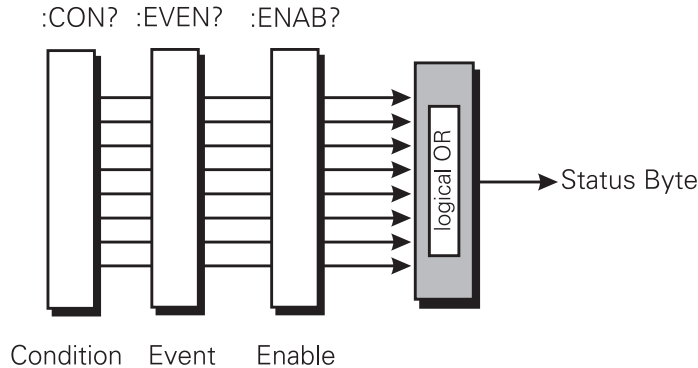 :CON? :EVEN? :ENAB?
logical OR
Status Byte
Condition Event Enable